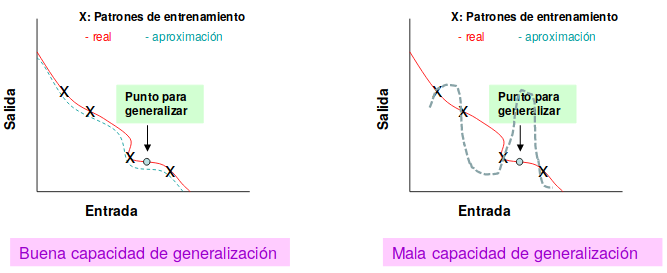 X: Patrones de entrenamiento
- real - aproximación
Salida
X
X
Punto para
generalizar
X
X
Entrada
Buena capacidad de generalización
X: Patrones de entrenamiento
- real - aproximación
Salida
X
X
Punto para
generalizar
X
X
Entrada
Mala capacidad de generalización